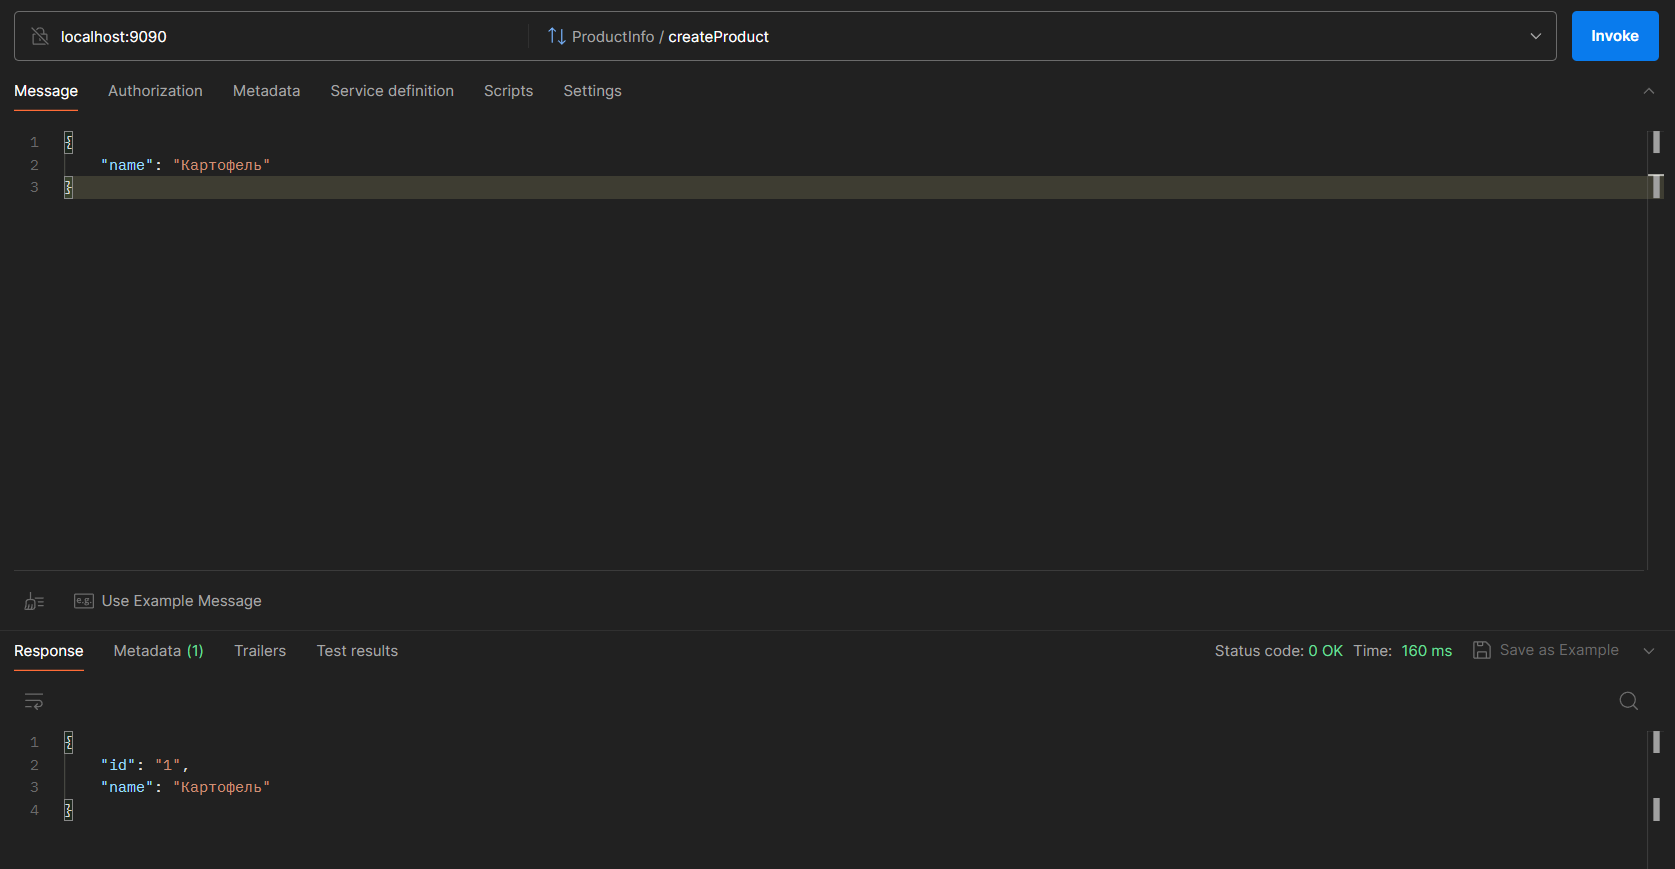 localhost:9090 ProductInfo / createProduct Invoke
Message Authorization Metadata Service definition Scripts Settings
1 {
2 "name": "Картофель"
3 }
e.g. Use Example Message
Response Metadata (1) Trailers Test results Status code: 0 OK Time: 160 ms Save as Example
1 {
2 "id": "1",
3 "name": "Картофель"
4 }